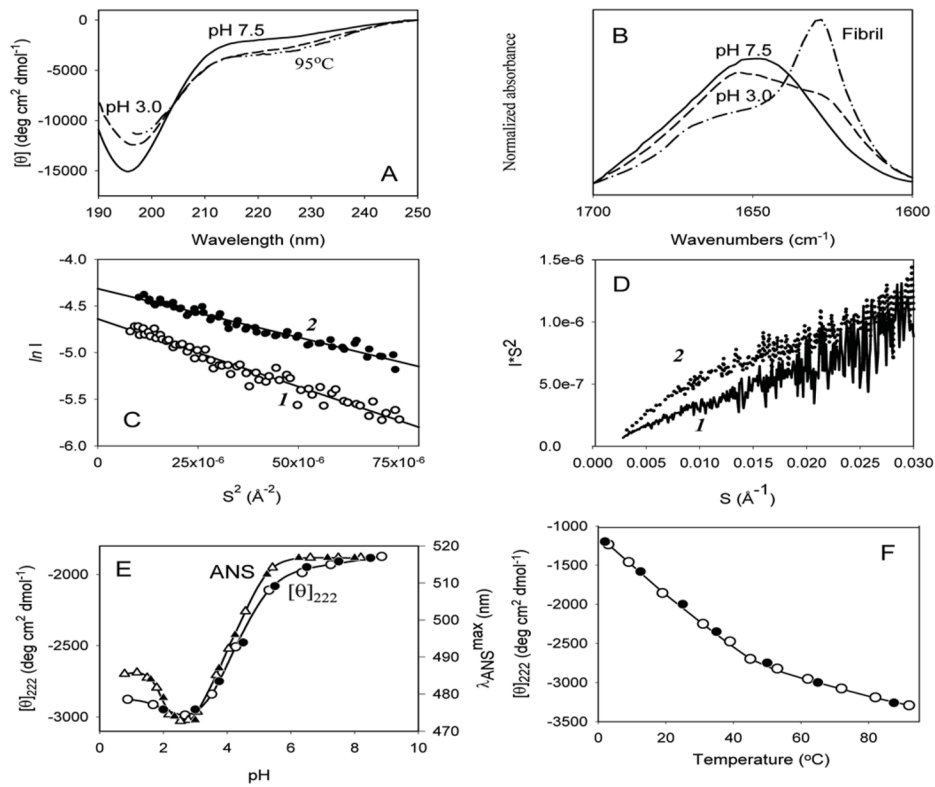 [θ] (deg cm² dmol⁻¹)
0
-5000
-10000
-15000
pH 7.5
pH 3.0
95°C
A
190 200 210 220 230 240 250
Wavelength (nm)
Normalized absorbance
B
pH 7.5
pH 3.0
Fibril
1700 1650 1600
Wavenumbers (cm⁻¹)
ln I
-4.0
-4.5
-5.0
-5.5
-6.0
2
1
C
0 25x10⁻⁶ 50x10⁻⁶ 75x10⁻⁶
S² (Å⁻²)
I*S²
1.5e-6
1.0e-6
5.0e-7
0.0
D
2
1
0.000 0.005 0.010 0.015 0.020 0.025 0.030
S (Å⁻¹)
[θ]₂₂₂ (deg cm² dmol⁻¹)
-2000
-2500
-3000
E
ANS
[θ]₂₂₂
520
510
500
490
480
470
λANSᵐᵃˣ (nm)
0 2 4 6 8 10
pH
[θ]₂₂₂ (deg cm² dmol⁻¹)
-1000
-1500
-2000
-2500
-3000
-3500
F
0 20 40 60 80 100
Temperature (ºC)